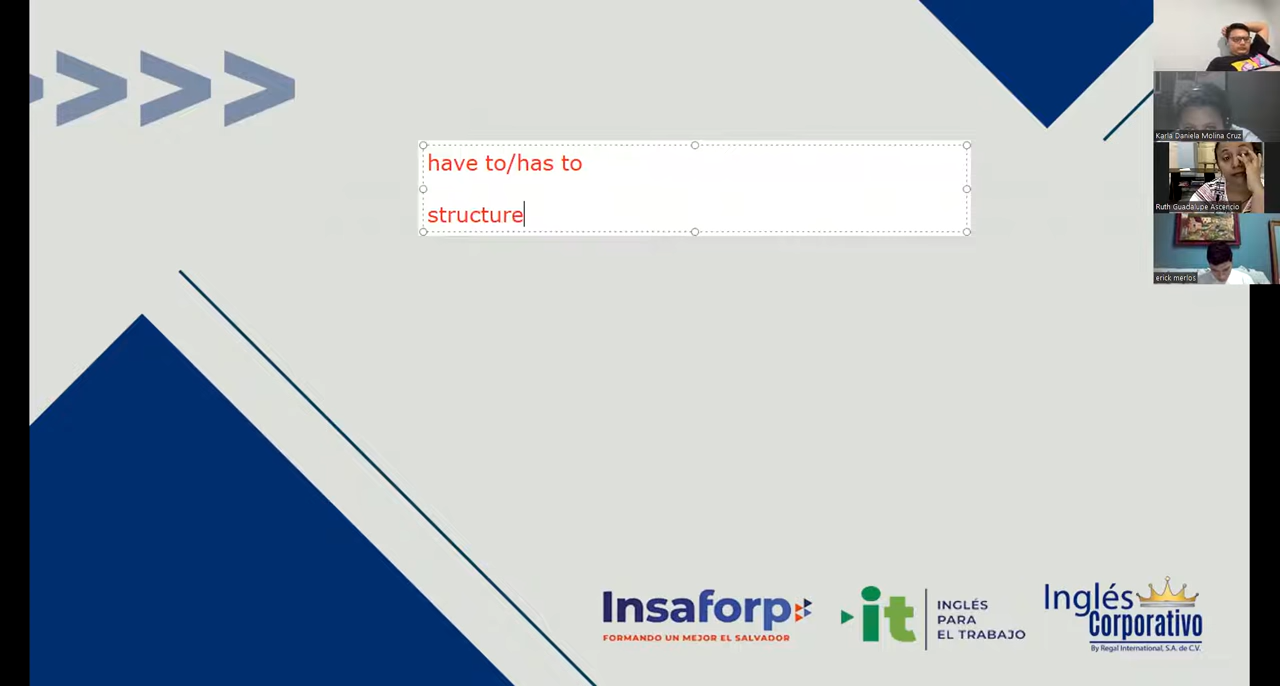 have to/has to
structure
Karla Daniela Molina Cruz
Ruth Guadalupe Ascencio
erick merlos
Insaforp
FORMANDO UN MEJOR EL SALVADOR
it
INGLÉS
PARA
EL TRABAJO
Inglés
Corporativo
By Regal International, S.A. de C.V.